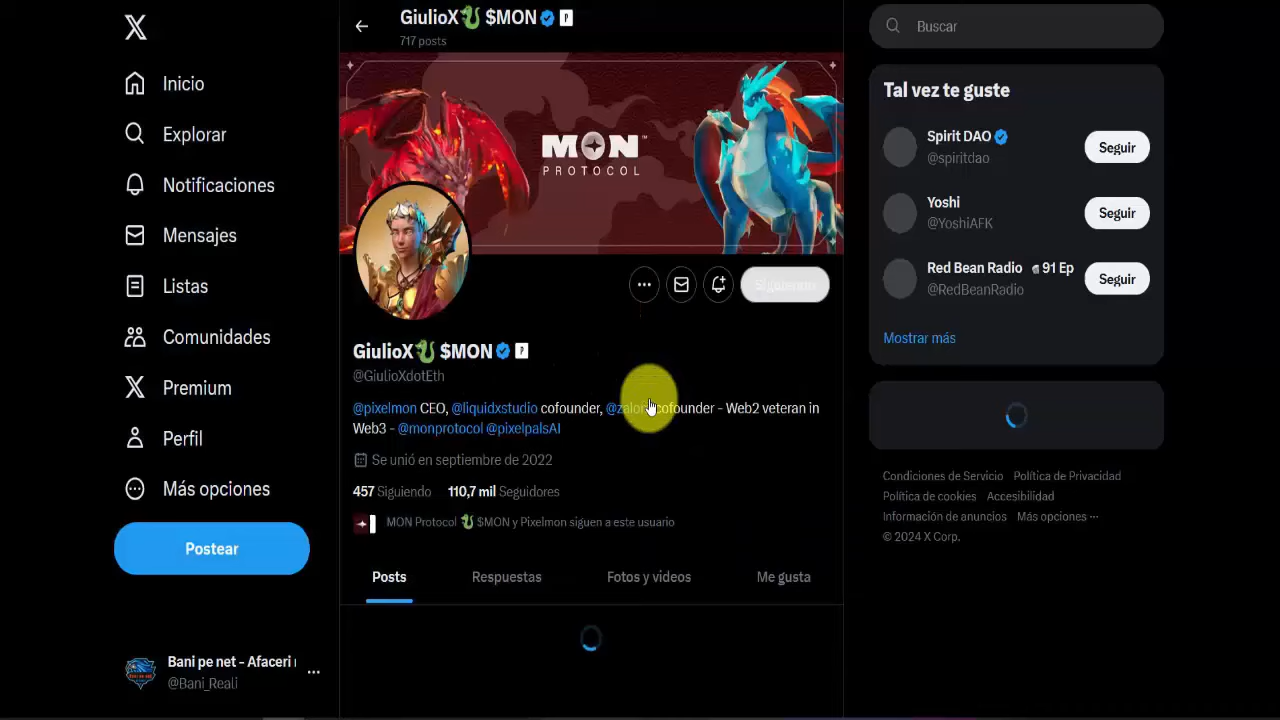 Inicio
Explorar
Notificaciones
Mensajes
Listas
Comunidades
Premium
Perfil
Más opciones
Postear
Bani pe net - Afaceri
@Bani_Reali
GiulioX $MON
717 posts
MON
PROTOCOL
GiulioX $MON
@GiulioXdotEth
@pixelmon CEO, @liquidxstudio cofounder, cofounder - Web2 veteran in
Web3 - @monprotocol @pixelpalsAI
Se unió en septiembre de 2022
457 Siguiendo 110,7 mil Seguidores
MON Protocol $MON y Pixelmon siguen a este usuario
Posts Respuestas Fotos y videos Me gusta
Buscar
Tal vez te guste
Spirit DAO
@spiritdao
Seguir
Yoshi
@YoshiAFK
Seguir
Red Bean Radio 91 Ep
@RedBeanRadio
Seguir
Mostrar más
Condiciones de Servicio Política de Privacidad
Política de cookies Accesibilidad
Información de anuncios Más opciones ···
© 2024 X Corp.